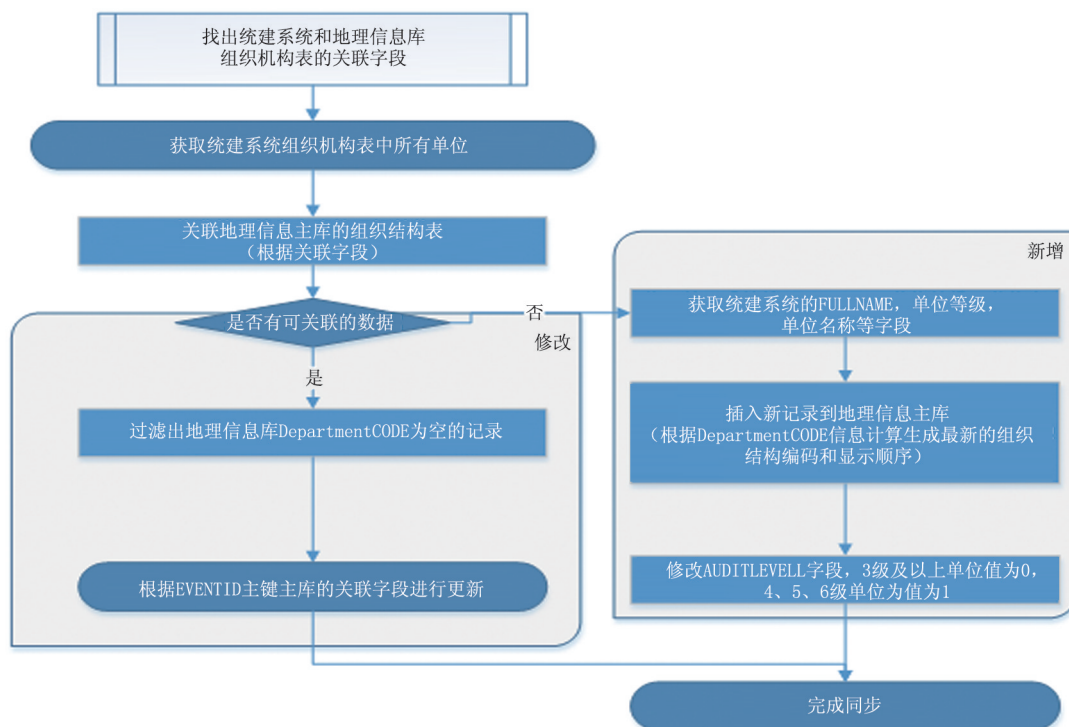 找出统建系统和地理信息库
组织机构表的关联字段
获取统建系统组织机构表中所有单位
关联地理信息主库的组织结构表
（根据关联字段）
是否有可关联的数据
否
修改
是
过滤出地理信息库DepartmentCODE为空的记录
根据EVENTID主键主库的关联字段进行更新
新增
获取统建系统的FULLNAME，单位等级，
单位名称等字段
插入新记录到地理信息主库
（根据DepartmentCODE信息计算生成最新的组织
结构编码和显示顺序）
修改AUDITLEVELL字段，3级及以上单位值为0，
4、5、6级单位为值为1
完成同步